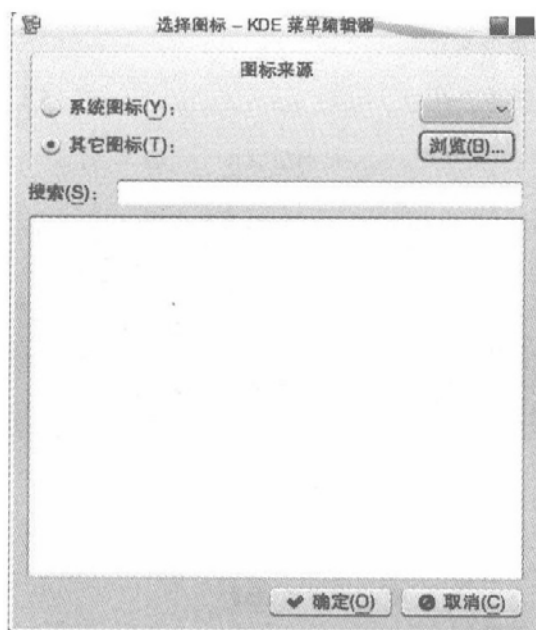 选择图标 – KDE 菜单编辑器
图标来源
系统图标(Y):
其它图标(T):
浏览(B)...
搜索(S):
确定(O)
取消(C)